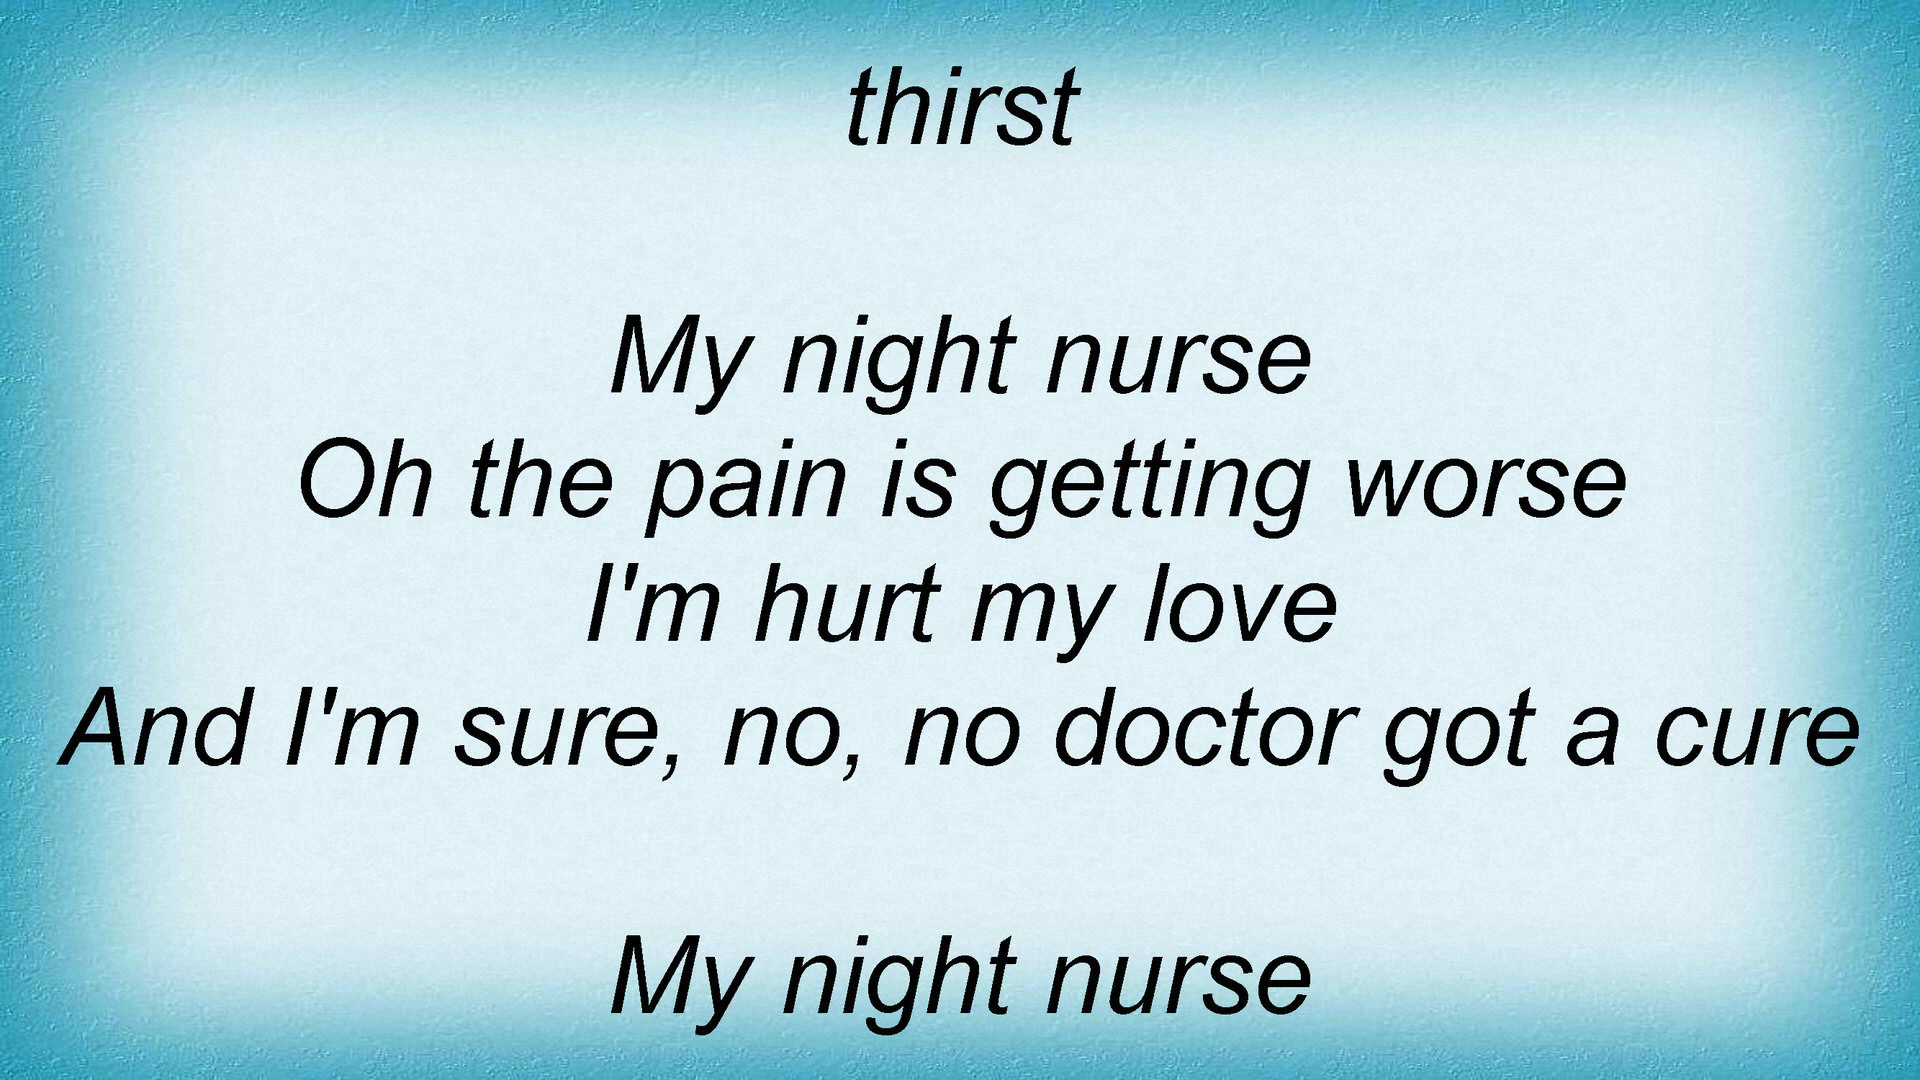 thirst
My night nurse
Oh the pain is getting worse
I'm hurt my love
And I'm sure, no, no doctor got a cure
My night nurse